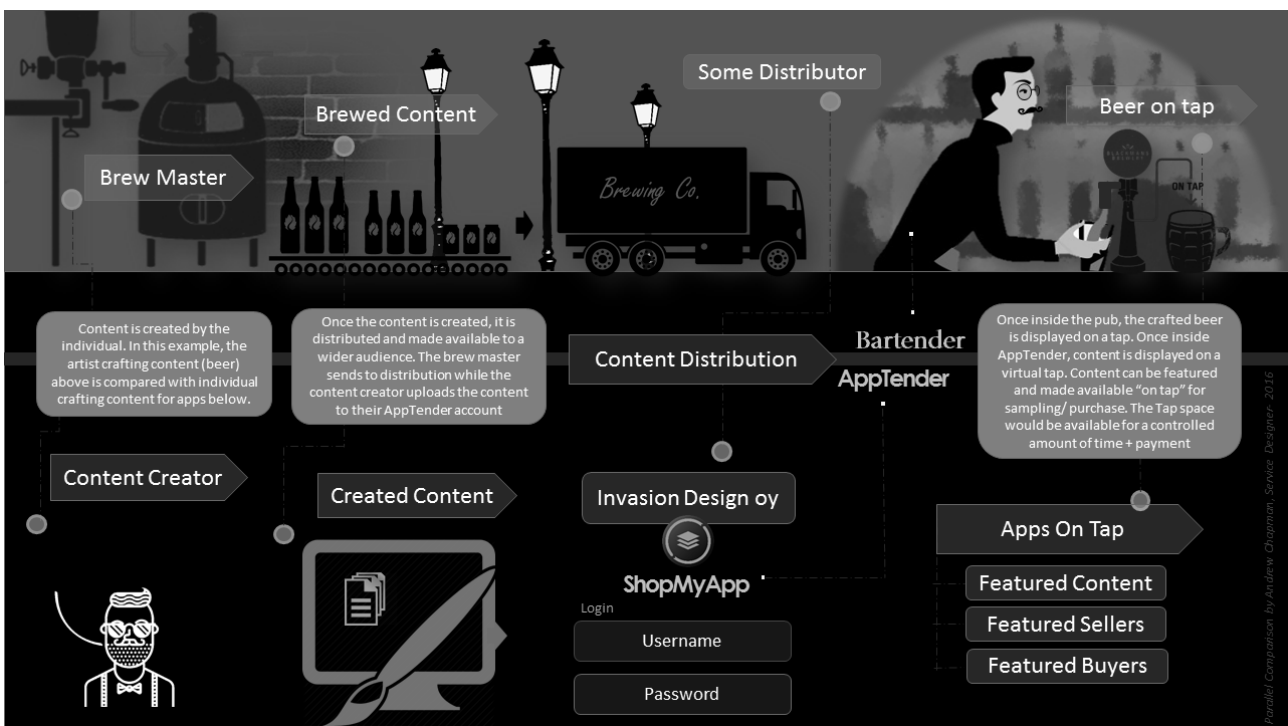 Some Distributor
Brewed Content
Beer on tap
Brew Master
Brewing Co.
ON TAP
Content is created by the
individual. In this example, the
artist crafting content (beer)
above is compared with individual
crafting content for apps below.
Once the content is created, it is
distributed and made available to a
wider audience. The brew master
sends to distribution while the
content creator uploads the content
to their AppTender account
Content Distribution
Bartender
AppTender
Once inside the pub, the crafted beer
is displayed on a tap. Once inside
AppTender, content is displayed on a
virtual tap. Content can be featured
and made available “on tap” for
sampling/ purchase. The Tap space
would be available for a controlled
amount of time + payment
Content Creator
Created Content
Invasion Design oy
ShopMyApp
Login
Username
Password
Apps On Tap
Featured Content
Featured Sellers
Featured Buyers
Parallel Comparison by Andrew Chapman, Service Designer- 2016